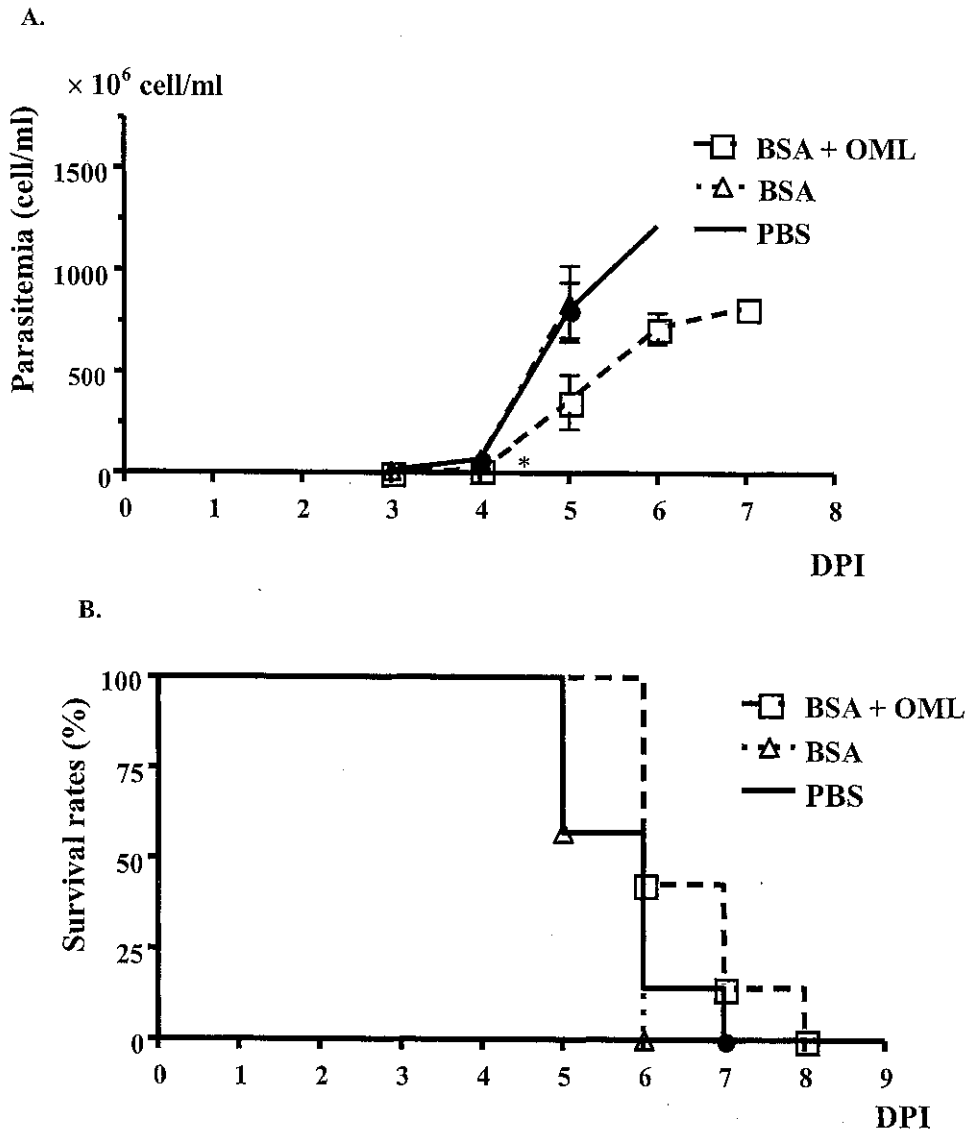 A.
× 10⁶ cell/ml
Parasitemia (cell/ml)
1500
1000
500
0
BSA + OML
BSA
PBS
*
0 1 2 3 4 5 6 7 8
DPI
B.
Survival rates (%)
100
75
50
25
0
BSA + OML
BSA
PBS
0 1 2 3 4 5 6 7 8 9
DPI